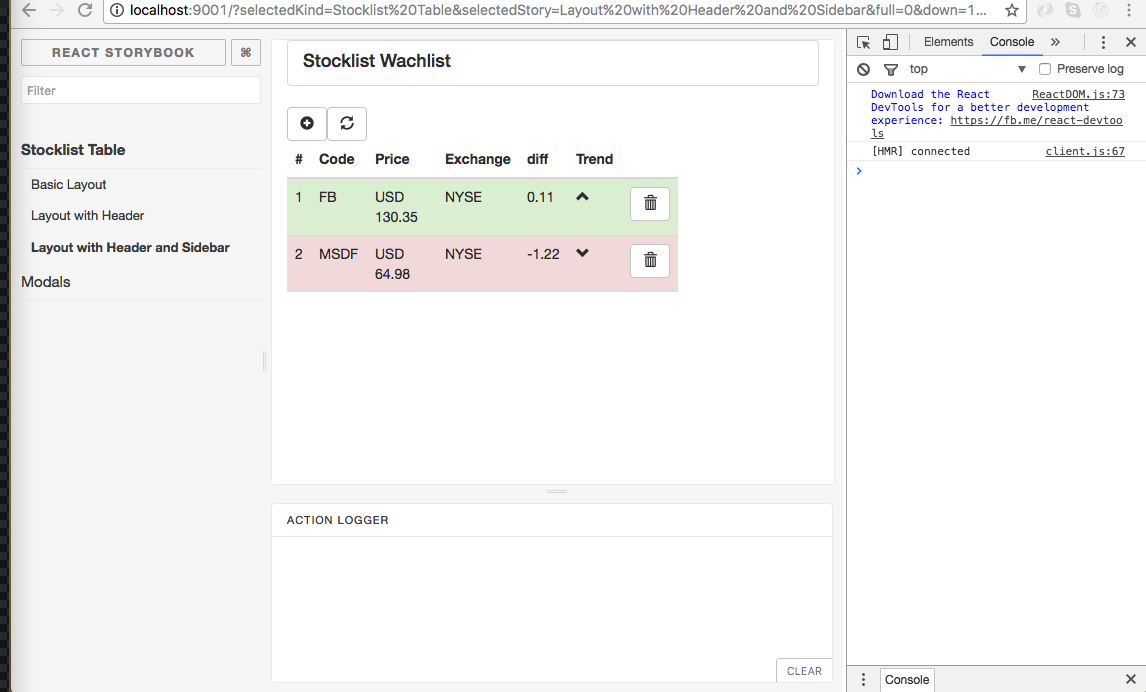 localhost:9001/?selectedKind=Stocklist%20Table&selectedStory=Layout%20with%20Header%20and%20Sidebar&full=0&down=1...
REACT STORYBOOK
⌘
Filter
Stocklist Table
Basic Layout
Layout with Header
Layout with Header and Sidebar
Modals
Stocklist Wachlist
# Code Price Exchange diff Trend
1 FB USD 130.35 NYSE 0.11
2 MSDF USD 64.98 NYSE -1.22
ACTION LOGGER
CLEAR
Elements Console »
top Preserve log
Download the React ReactDOM.js:73
DevTools for a better development
experience: https://fb.me/react-devtoo
ls
[HMR] connected client.js:67
>
Console